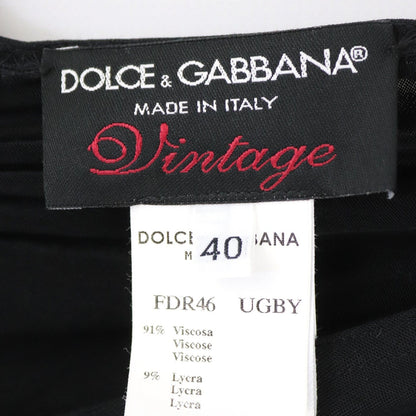 DOLCE & GABBANA®
MADE IN ITALY
Vintage
DOLCE BANA
M
40
FDR46 UGBY
91% Viscosa
Viscose
Viscose
9% Lycra
Lycra
Lycra